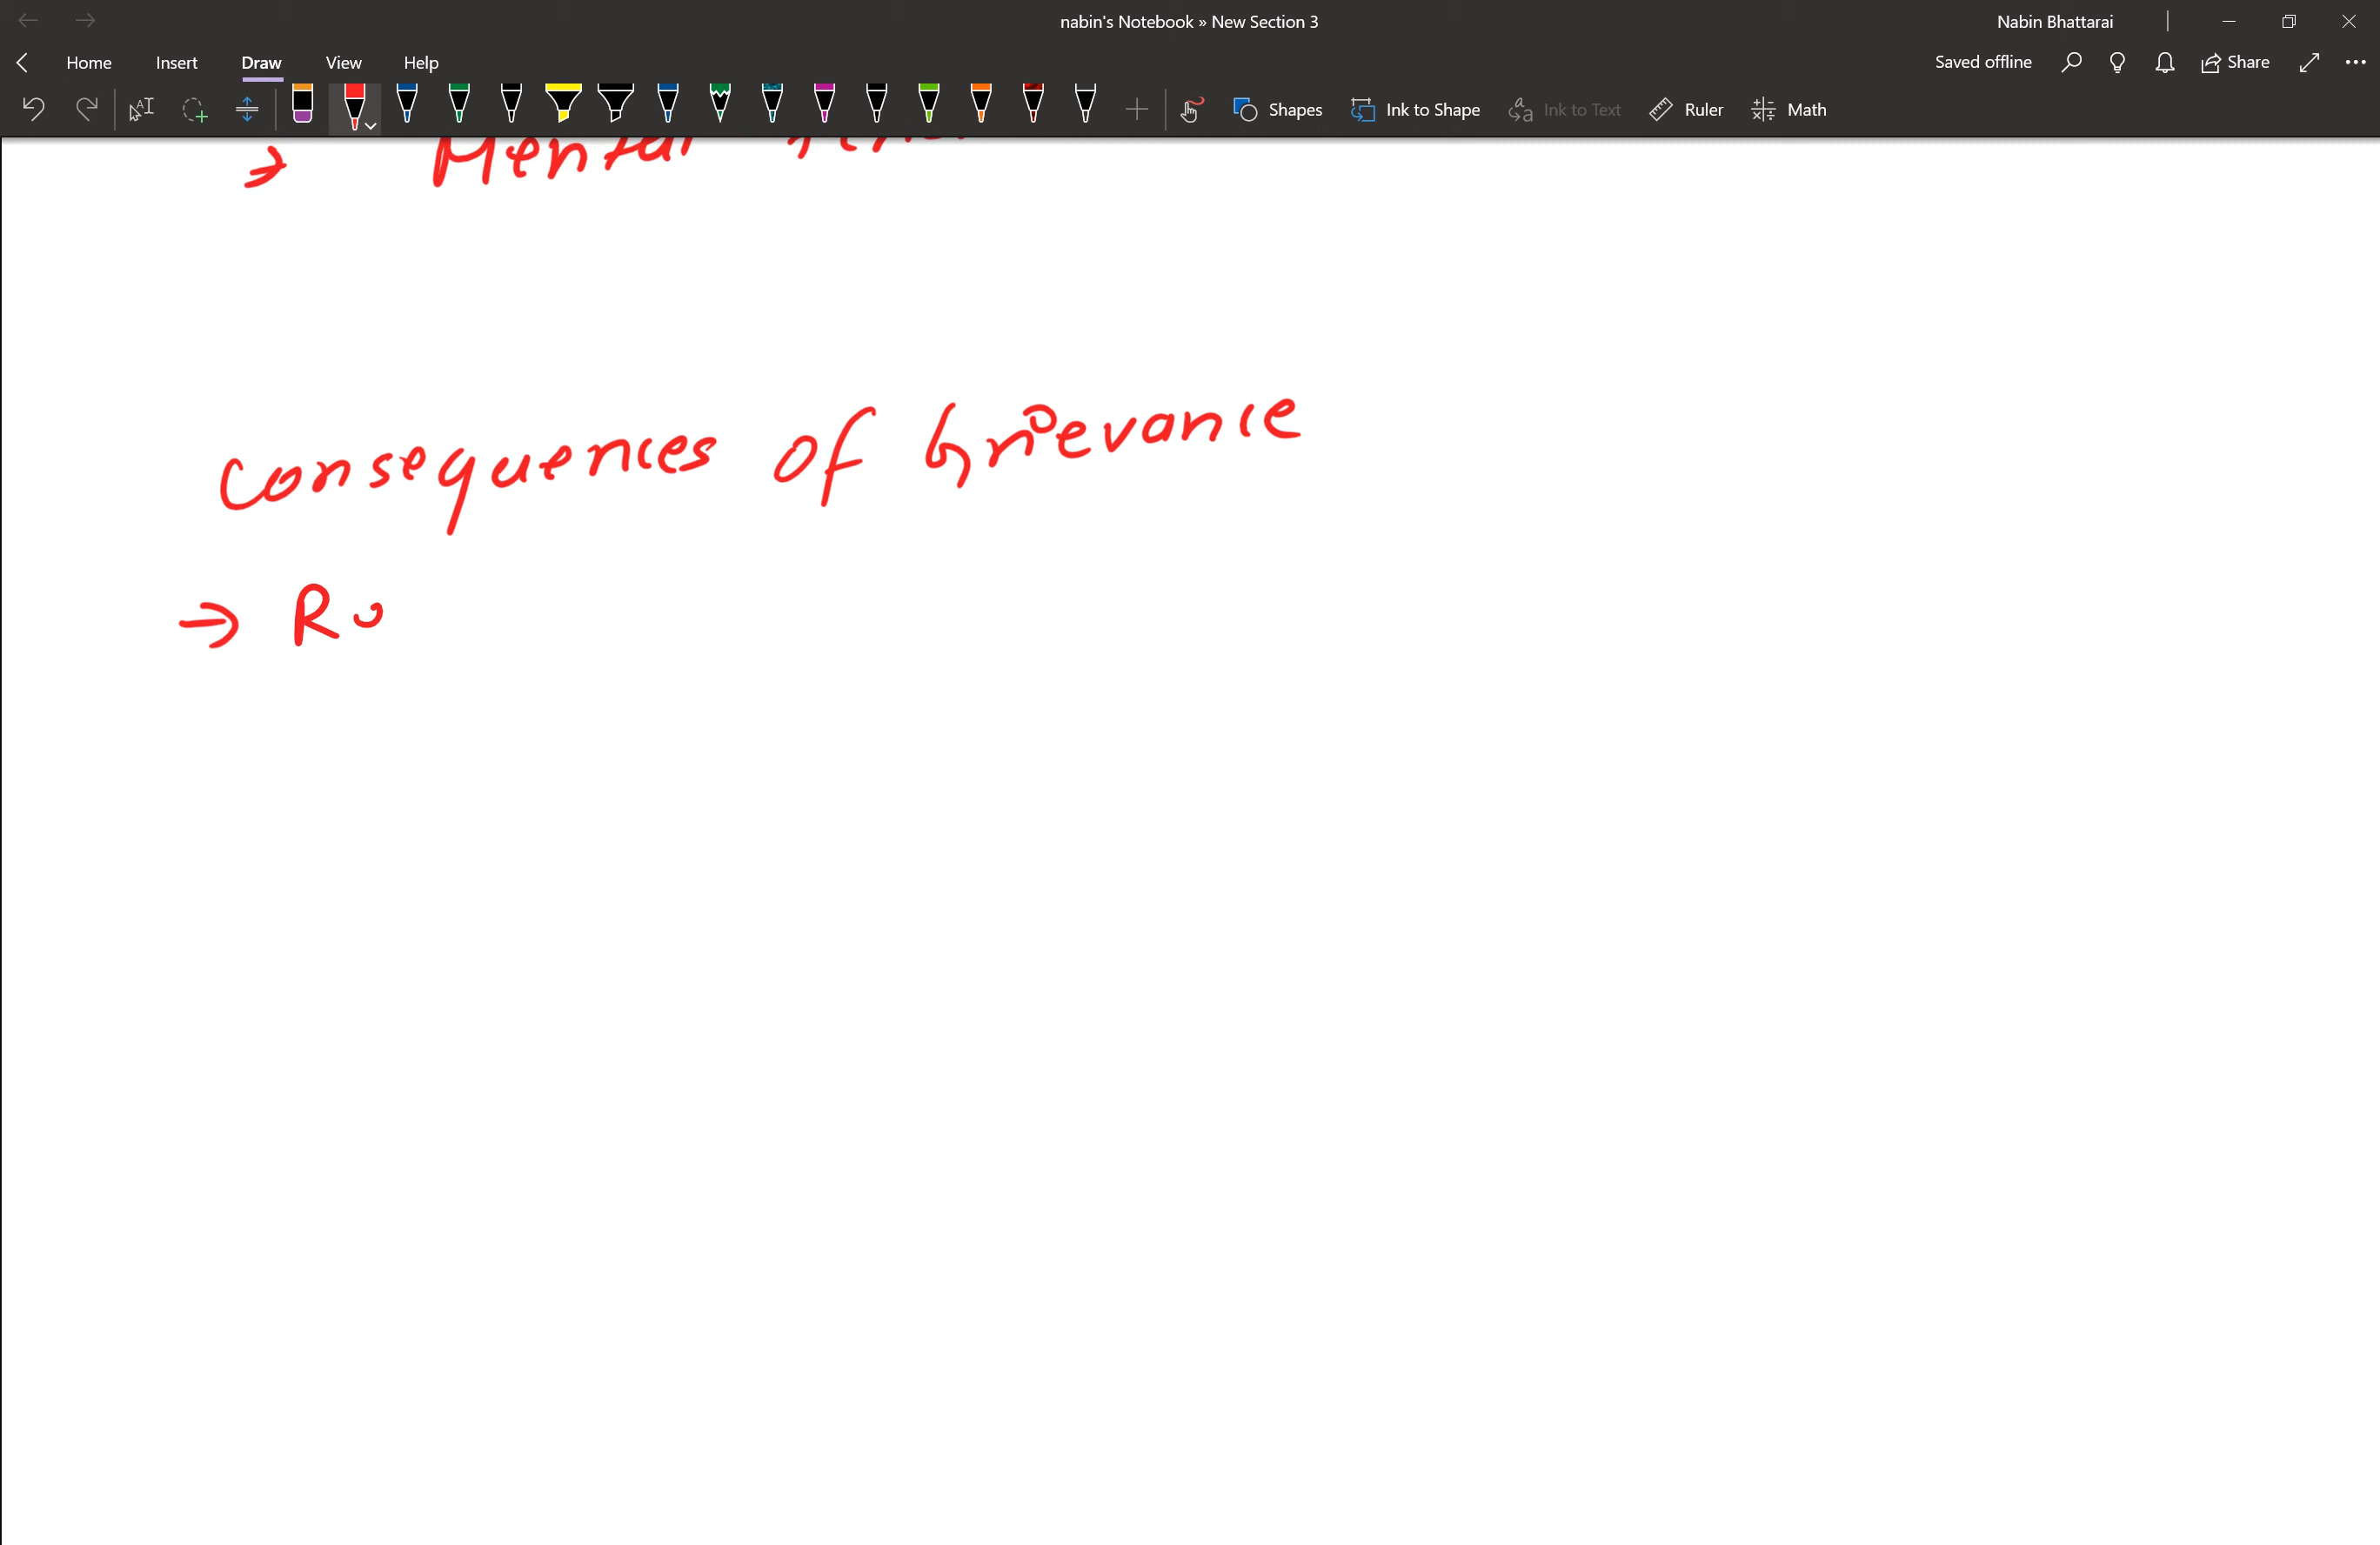 nabin's Notebook » New Section 3
Nabin Bhattarai
Home Insert Draw View Help
Saved offline
Share
Shapes Ink to Shape Ink to Text Ruler Math
→ Mental
consequences of Grievance
→ R